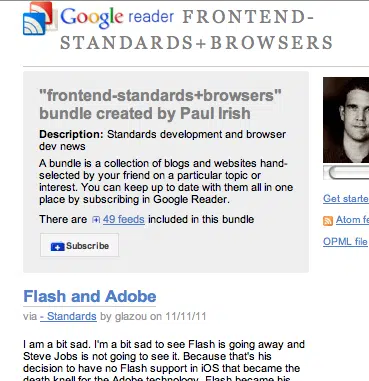 Google reader FRONTEND-
STANDARDS+BROWSERS
"frontend-standards+browsers"
bundle created by Paul Irish
Description: Standards development and browser
dev news
A bundle is a collection of blogs and websites hand-
selected by your friend on a particular topic or
interest. You can keep up to date with them all in one
place by subscribing in Google Reader.
There are 49 feeds included in this bundle
Subscribe
Get starte
Atom fe
OPML file
Flash and Adobe
via - Standards by glazou on 11/11/11
I am a bit sad. I'm a bit sad to see Flash is going away and
Steve Jobs is not going to see it. Because that's his
decision to have no Flash support in iOS that became the
death knell for the Adobe technology. Flash became his